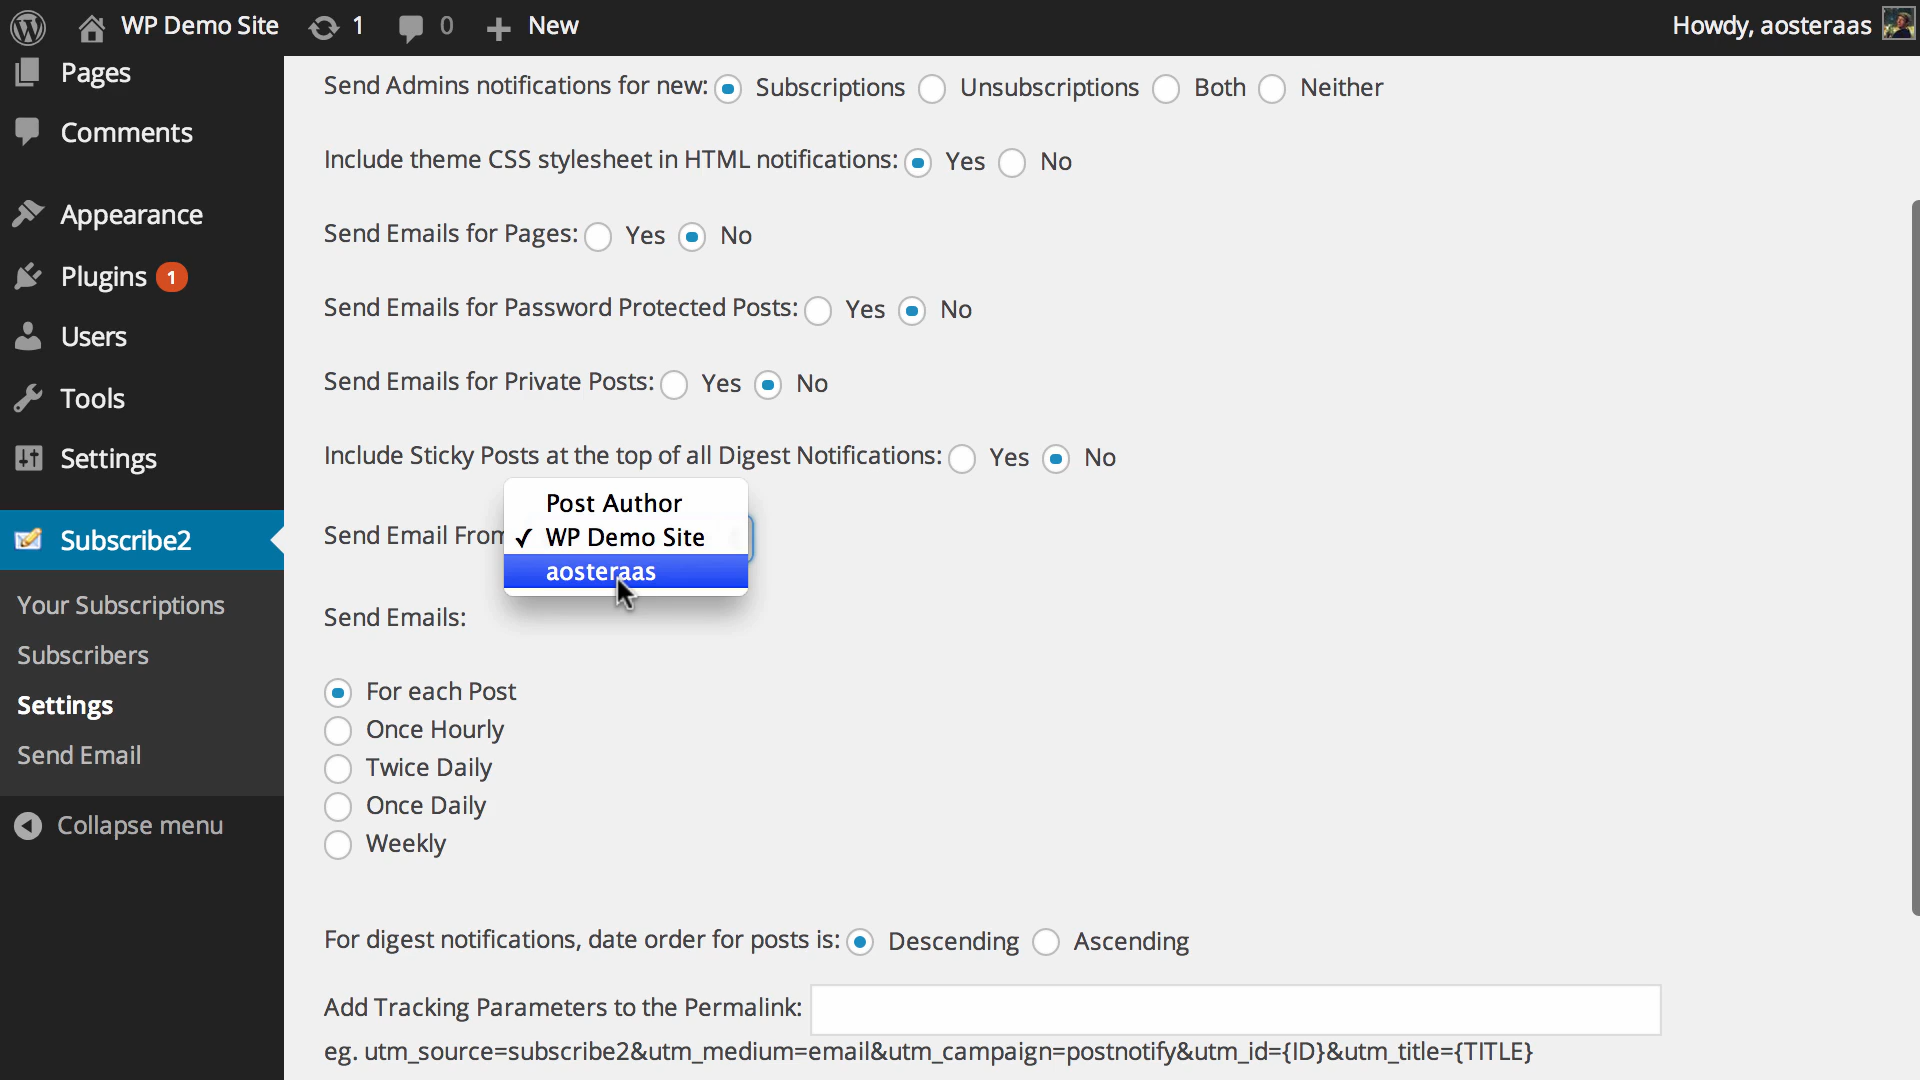 WP Demo Site 1 0 New Howdy, aosteraas
Pages
Comments
Appearance
Plugins 1
Users
Tools
Settings
Subscribe2
Your Subscriptions
Subscribers
Settings
Send Email
Collapse menu
Send Admins notifications for new: Subscriptions Unsubscriptions Both Neither
Include theme CSS stylesheet in HTML notifications: Yes No
Send Emails for Pages: Yes No
Send Emails for Password Protected Posts: Yes No
Send Emails for Private Posts: Yes No
Include Sticky Posts at the top of all Digest Notifications: Yes No
Post Author
Send Email From ✓ WP Demo Site
aosteraas
Send Emails:
For each Post
Once Hourly
Twice Daily
Once Daily
Weekly
For digest notifications, date order for posts is: Descending Ascending
Add Tracking Parameters to the Permalink:
eg. utm_source=subscribe2&utm_medium=email&utm_campaign=postnotify&utm_id={ID}&utm_title={TITLE}